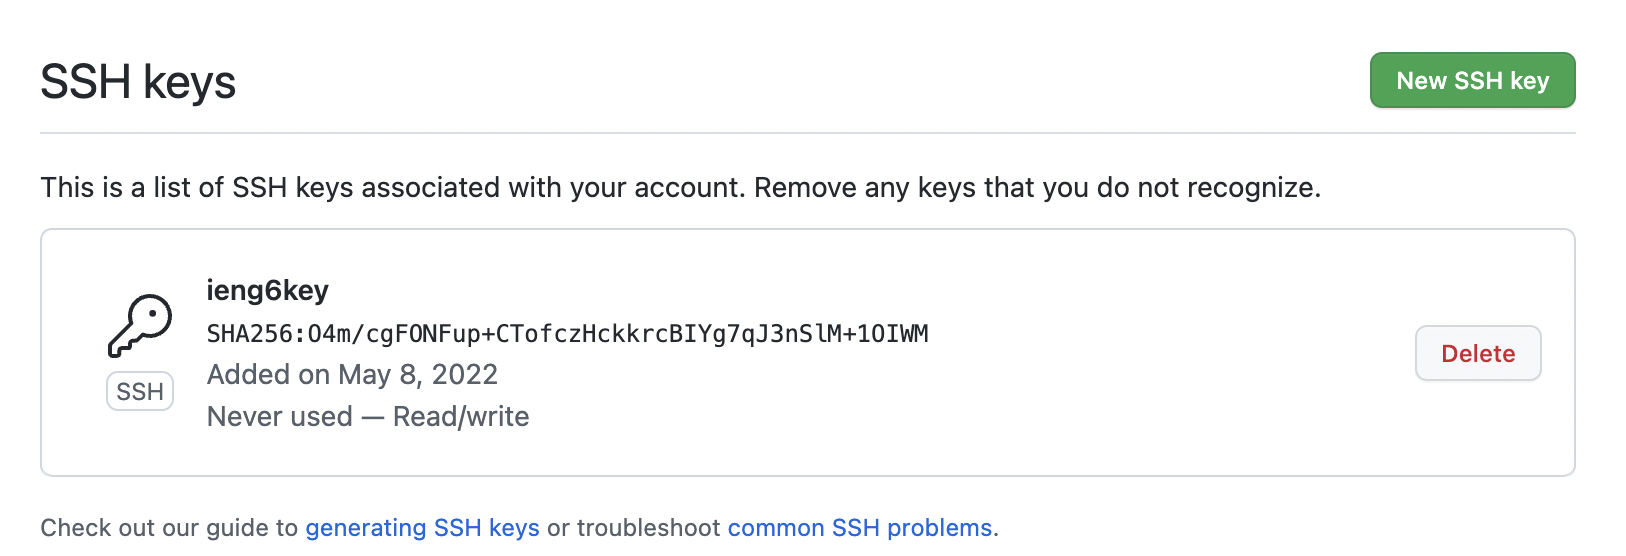 SSH keys
New SSH key
This is a list of SSH keys associated with your account. Remove any keys that you do not recognize.
ieng6key
SHA256:O4m/cgFONFup+CTofczHckkrcBIYg7qJ3nSlM+1OIWM
Added on May 8, 2022
Never used — Read/write
SSH
Delete
Check out our guide to generating SSH keys or troubleshoot common SSH problems.